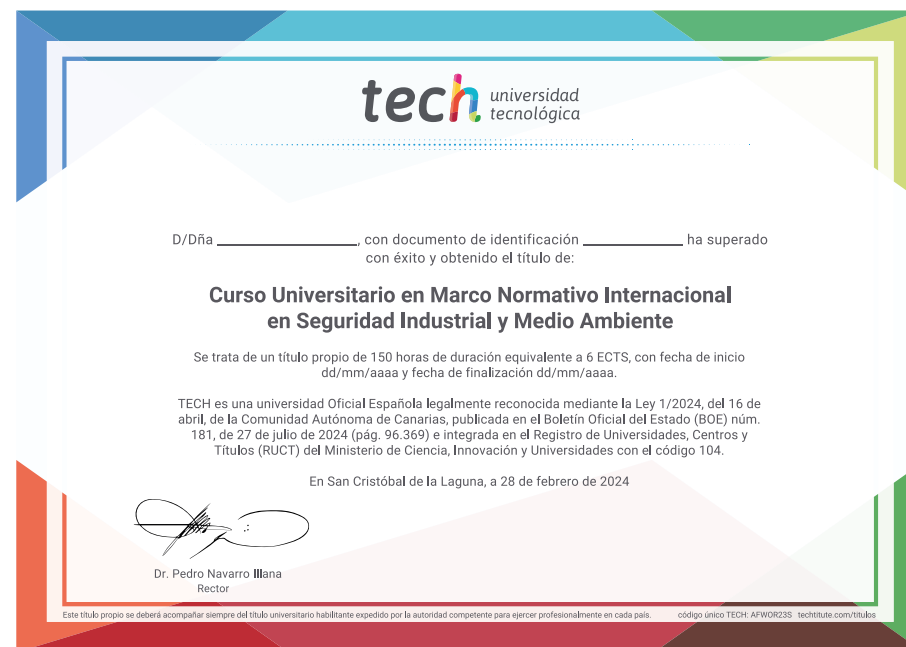 tech universidad
tecnológica
D/Dña ____________________, con documento de identificación ______________ ha superado
con éxito y obtenido el título de:
Curso Universitario en Marco Normativo Internacional
en Seguridad Industrial y Medio Ambiente
Se trata de un título propio de 150 horas de duración equivalente a 6 ECTS, con fecha de inicio
dd/mm/aaaa y fecha de finalización dd/mm/aaaa.
TECH es una universidad Oficial Española legalmente reconocida mediante la Ley 1/2024, del 16 de
abril, de la Comunidad Autónoma de Canarias, publicada en el Boletín Oficial del Estado (BOE) núm.
181, de 27 de julio de 2024 (pág. 96.369) e integrada en el Registro de Universidades, Centros y
Títulos (RUCT) del Ministerio de Ciencia, Innovación y Universidades con el código 104.
En San Cristóbal de la Laguna, a 28 de febrero de 2024
Dr. Pedro Navarro Illana
Rector
Este título propio se deberá acompañar siempre del título universitario habilitante expedido por la autoridad competente para ejercer profesionalmente en cada país. código único TECH: AFWOR23S techtitute.com/titulos